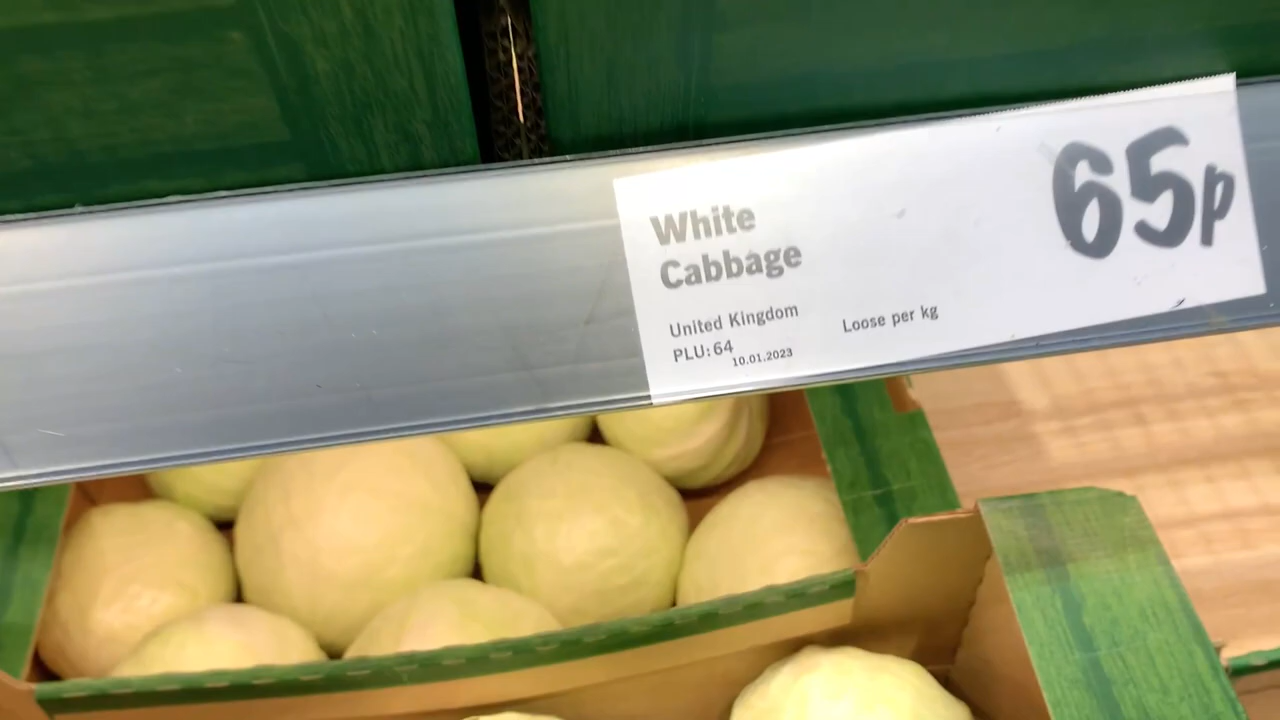 White
Cabbage
65p
United Kingdom
Loose per kg
PLU:64
10.01.2023